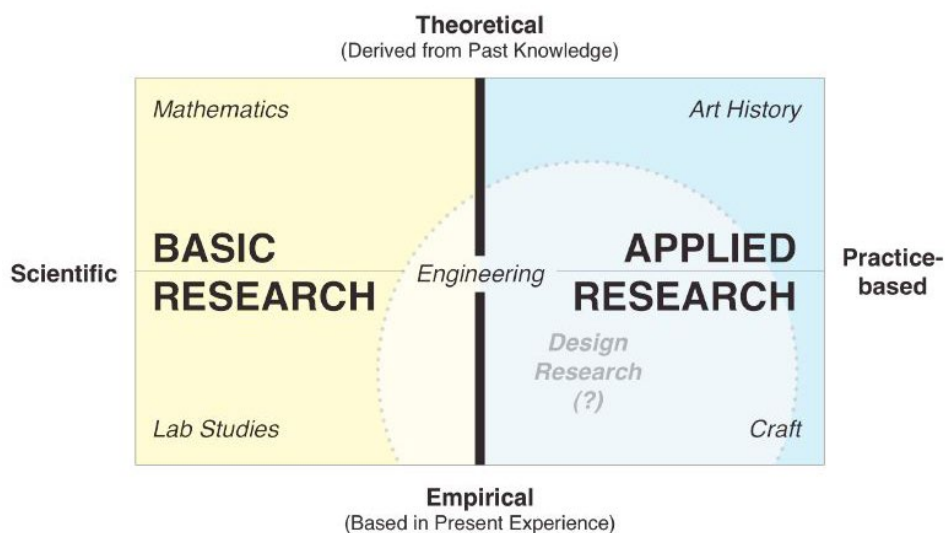 Theoretical
(Derived from Past Knowledge)
Mathematics
Art History
BASIC
RESEARCH
APPLIED
RESEARCH
Scientific
Engineering
Practice-
based
Design
Research
(?)
Lab Studies
Craft
Empirical
(Based in Present Experience)